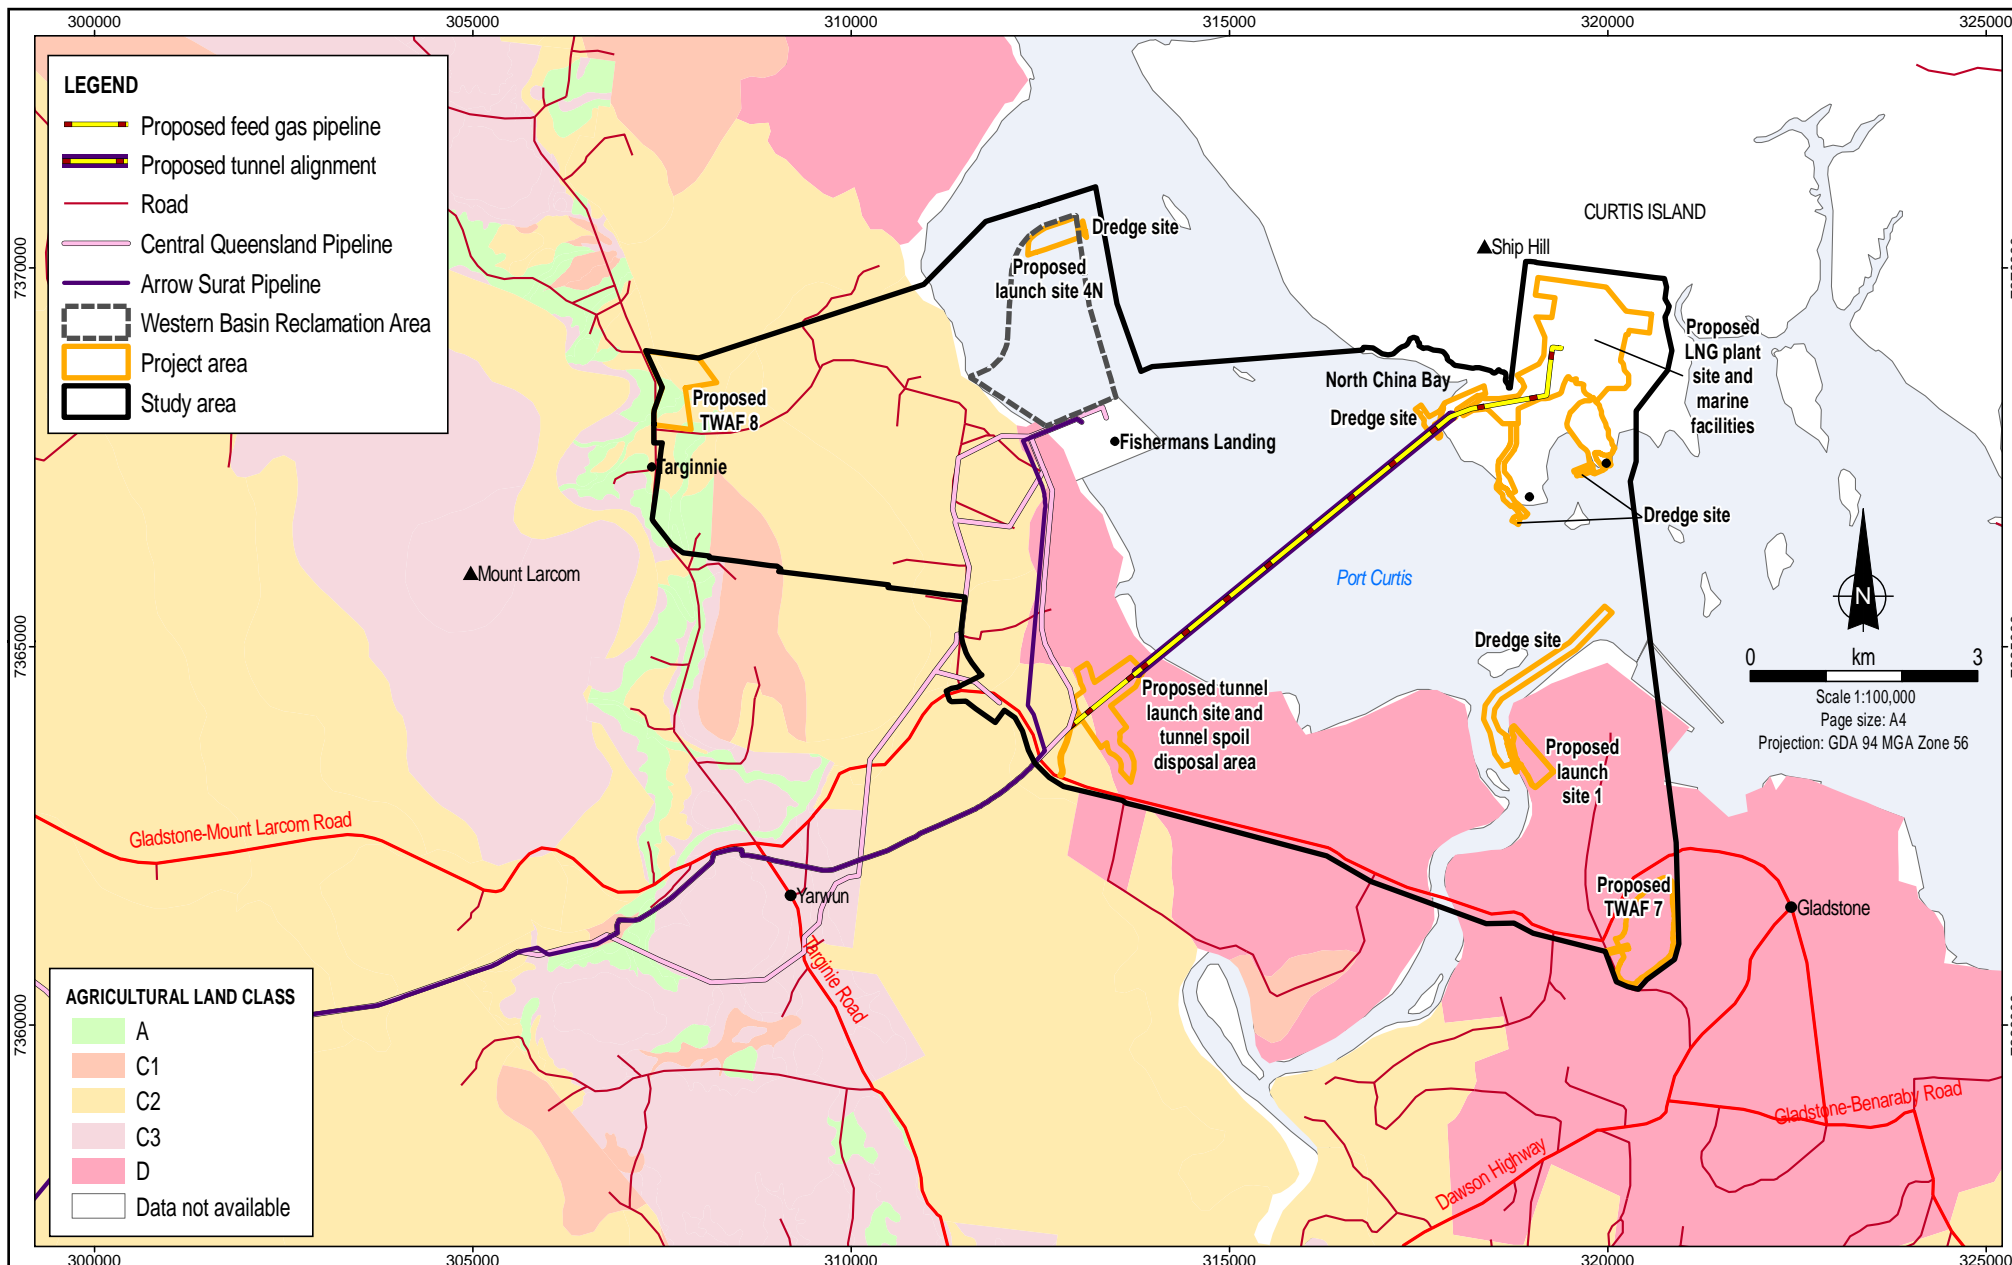 300000
305000
310000
315000
320000
325000
LEGEND
Proposed feed gas pipeline
Proposed tunnel alignment
Road
Central Queensland Pipeline
Arrow Surat Pipeline
Western Basin Reclamation Area
Project area
Study area
CURTIS ISLAND
Ship Hill
Dredge site
Proposed
launch site 4N
7370000
Proposed
LNG plant
site and
marine
facilities
North China Bay
Dredge site
Proposed
TWAF 8
Fishermans Landing
Targinnie
Dredge site
Mount Larcom
Port Curtis
N
7365000
Dredge site
0 km 3
Scale 1:100,000
Page size: A4
Projection: GDA 94 MGA Zone 56
Proposed tunnel
launch site and
tunnel spoil
disposal area
Proposed
launch
site 1
Gladstone-Mount Larcom Road
Yarwun
Proposed
TWAF 7
Gladstone
Targinie Road
7360000
AGRICULTURAL LAND CLASS
A
C1
C2
C3
D
Data not available
Gladstone-Benaraby Road
Dawson Highway
300000
305000
310000
315000
320000
325000